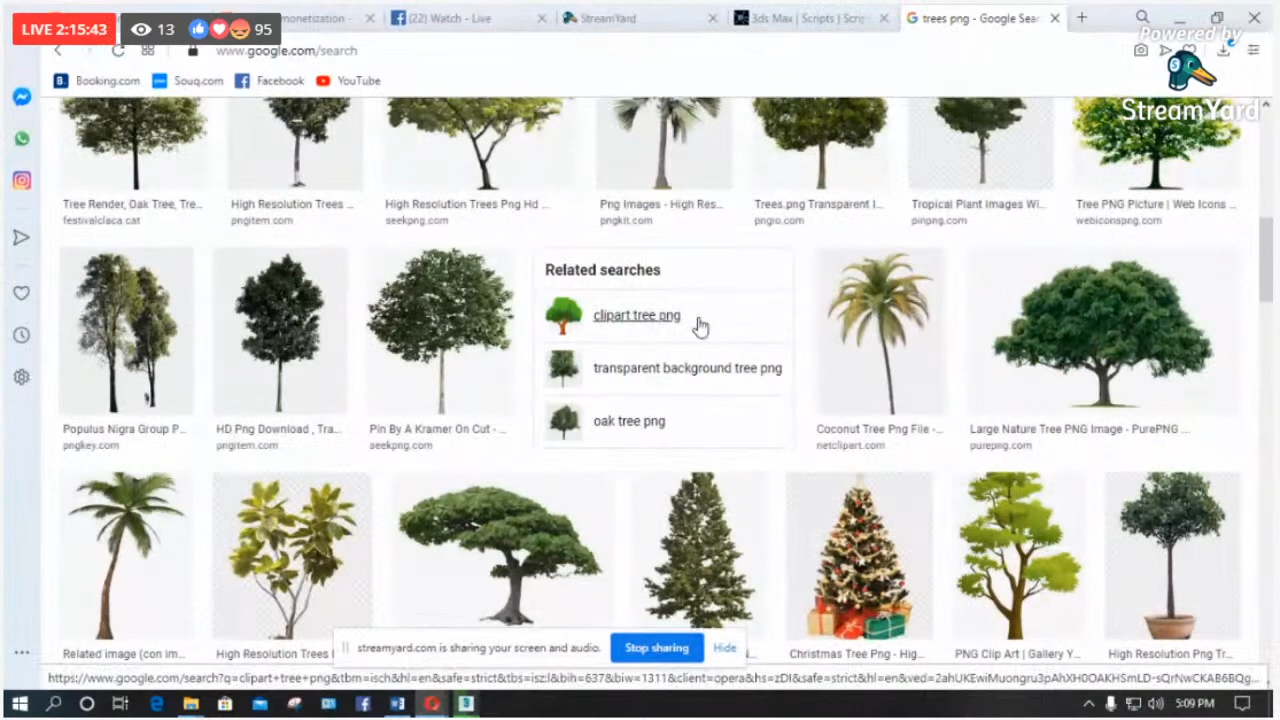 LIVE 2:15:43
13
95
monetization -
(22) Watch - Live
StreamYard
3ds Max | Scripts | Scrip
trees png - Google Sear
Powered by
StreamYard
www.google.com/search
Booking.com
Souq.com
Facebook
YouTube
Tree Render, Oak Tree, Tre...
festivalclaca.cat
High Resolution Trees ...
pngitem.com
High Resolution Trees Png Hd ...
seekpng.com
Png Images - High Res...
pngkit.com
Trees.png Transparent I...
pngio.com
Tropical Plant Images Wi...
pinpng.com
Tree PNG Picture | Web Icons ...
webiconspng.com
Related searches
clipart tree png
transparent background tree png
oak tree png
Populus Nigra Group P...
pngkey.com
HD Png Download , Tra...
pngitem.com
Pin By A Kramer On Cut - ...
seekpng.com
Coconut Tree Png File -...
netclipart.com
Large Nature Tree PNG Image - PurePNG ...
purepng.com
streamyard.com is sharing your screen and audio.
Stop sharing
Hide
Related image (con im...
High Resolution Trees
Christmas Tree Png - Hig...
PNG Clip Art | Gallery Y...
High Resolution Png Tr...
5:09 PM